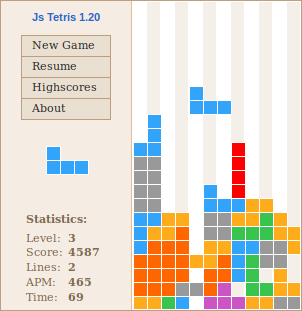 Js Tetris 1.20
New Game
Resume
Highscores
About
Statistics:
Level: 3
Score: 4587
Lines: 2
APM: 465
Time: 69